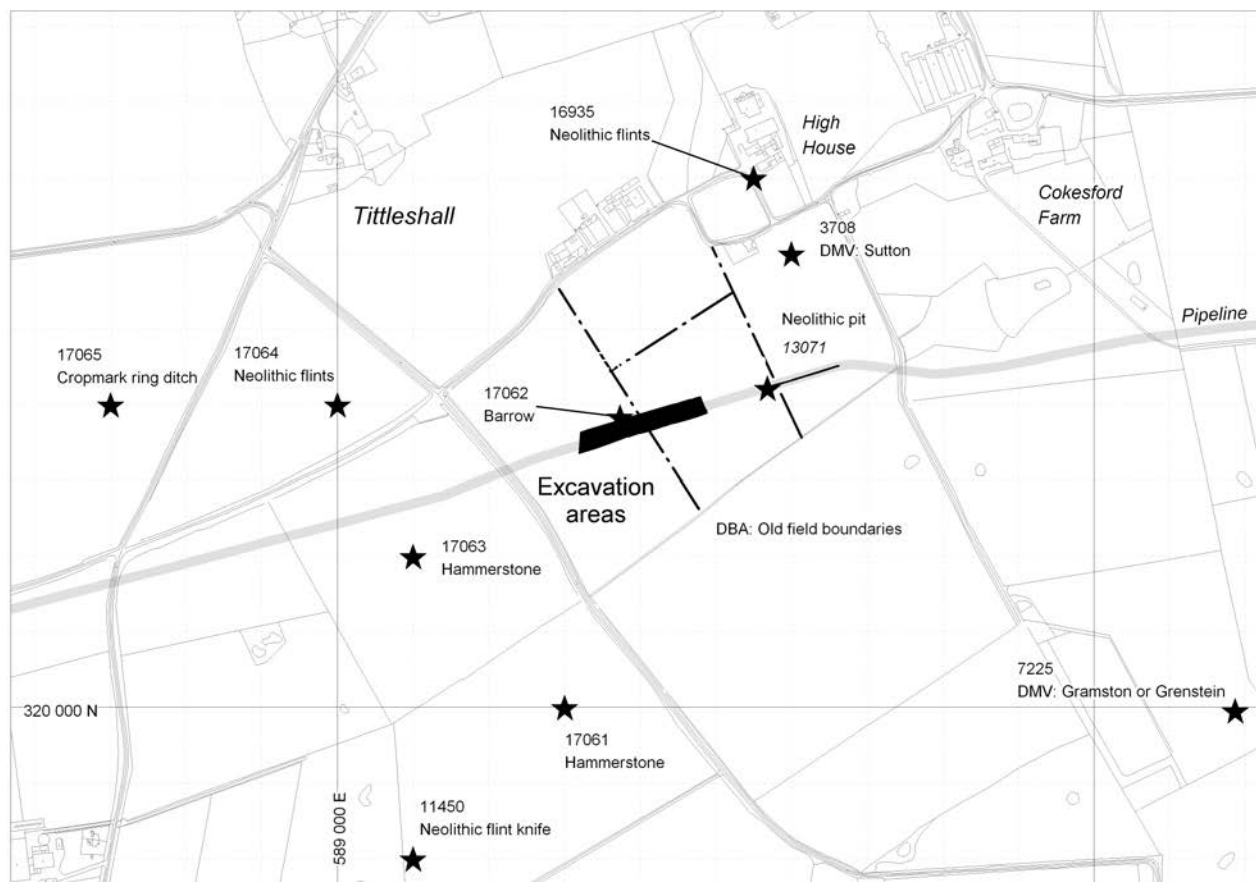 16935
Neolithic flints
High
House
Tittleshall
Cokesford
Farm
3708
DMV: Sutton
Pipeline
Neolithic pit
13071
17065
Cropmark ring ditch
17064
Neolithic flints
17062
Barrow
Excavation
areas
DBA: Old field boundaries
17063
Hammerstone
7225
DMV: Gramston or Grenstein
320 000 N
17061
Hammerstone
589 000 E
11450
Neolithic flint knife